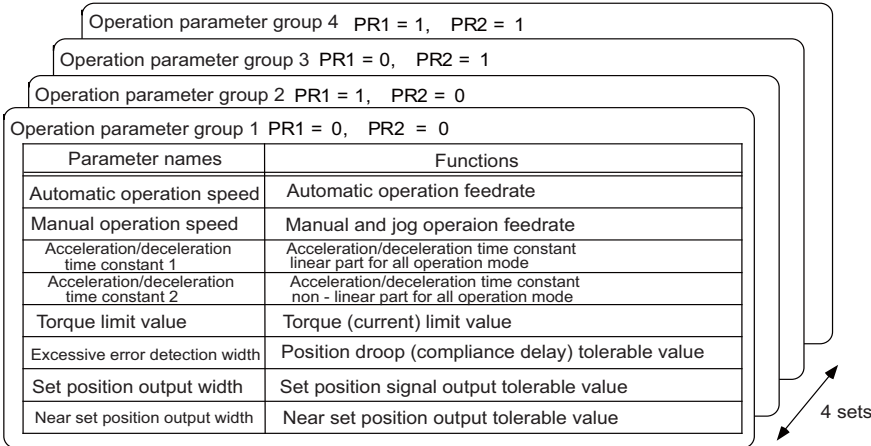 Operation parameter group 4 PR1 = 1, PR2 = 1
Operation parameter group 3 PR1 = 0, PR2 = 1
Operation parameter group 2 PR1 = 1, PR2 = 0
Operation parameter group 1 PR1 = 0, PR2 = 0
Parameter names Functions
Automatic operation speed Automatic operation feedrate
Manual operation speed Manual and jog operaion feedrate
Acceleration/deceleration
time constant 1
Acceleration/deceleration time constant
linear part for all operation mode
Acceleration/deceleration
time constant 2
Acceleration/deceleration time constant
non - linear part for all operation mode
Torque limit value Torque (current) limit value
Excessive error detection width Position droop (compliance delay) tolerable value
Set position output width Set position signal output tolerable value
Near set position output width Near set position output tolerable value
4 sets